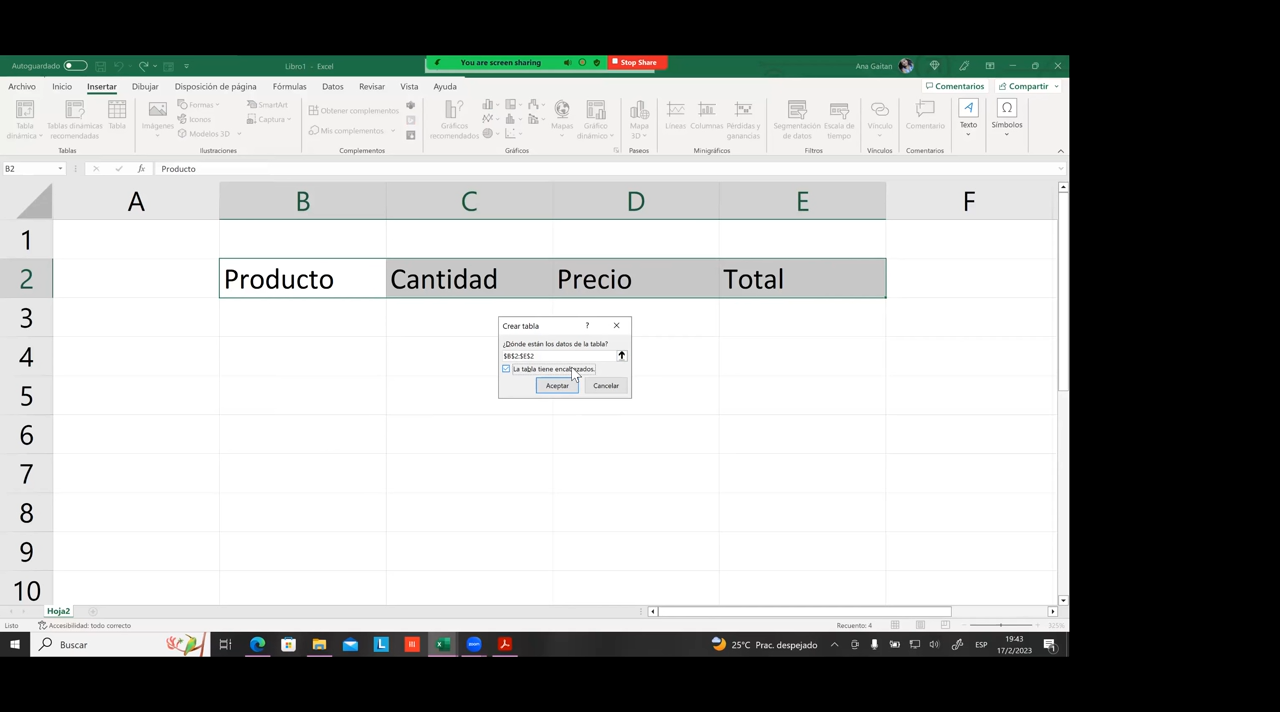 Autoguardado
Libro1 - Excel
You are screen sharing
Stop Share
Ana Gaitan
Archivo Inicio Insertar Dibujar Disposición de página Fórmulas Datos Revisar Vista Ayuda
Comentarios
Compartir
Tabla dinámica
Tablas dinámicas recomendadas
Tabla
Imágenes
Formas
Iconos
Modelos 3D
SmartArt
Captura
Obtener complementos
Mis complementos
Gráficos recomendados
Mapas
Gráfico dinámico
Mapa 3D
Líneas
Columnas
Pérdidas y ganancias
Segmentación de datos
Escala de tiempo
Vínculo
Comentario
Texto
Símbolos
Tablas Ilustraciones Complementos Gráficos Paseos Minigráficos Filtros Vínculos Comentarios
B2 fx Producto
A B C D E F
1
2 Producto Cantidad Precio Total
3
Crear tabla ?
¿Dónde están los datos de la tabla?
4 $B$2:$E$2
La tabla tiene encabezados.
5 Aceptar Cancelar
6
7
8
9
10
Hoja2
Listo Accesibilidad: todo correcto Recuento: 4 325%
Buscar
25°C Prac. despejado ESP 19:43
17/2/2023